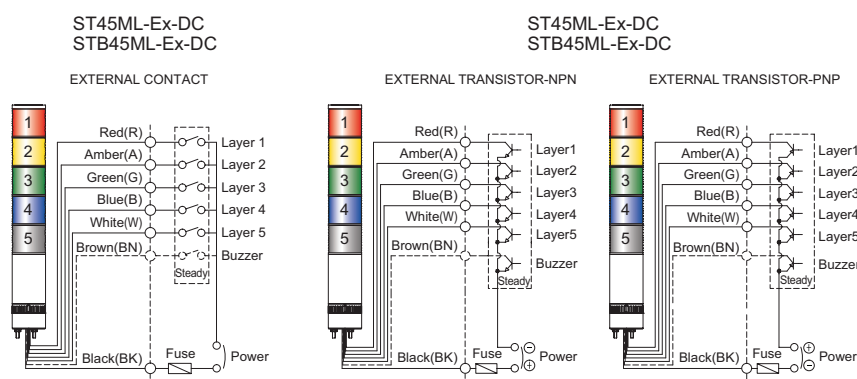 ST45ML-Ex-DC
STB45ML-Ex-DC
EXTERNAL CONTACT
1
2
3
4
5
Red(R)
Amber(A)
Green(G)
Blue(B)
White(W)
Brown(BN)
Black(BK)
Layer 1
Layer 2
Layer 3
Layer 4
Layer 5
Buzzer
Steady
Fuse
Power
ST45ML-Ex-DC
STB45ML-Ex-DC
EXTERNAL TRANSISTOR-NPN
1
2
3
4
5
Red(R)
Amber(A)
Green(G)
Blue(B)
White(W)
Brown(BN)
Black(BK)
Layer1
Layer2
Layer3
Layer4
Layer5
Buzzer
Steady
Fuse
Power
EXTERNAL TRANSISTOR-PNP
1
2
3
4
5
Red(R)
Amber(A)
Green(G)
Blue(B)
White(W)
Brown(BN)
Black(BK)
Layer1
Layer2
Layer3
Layer4
Layer5
Buzzer
Steady
Fuse
Power